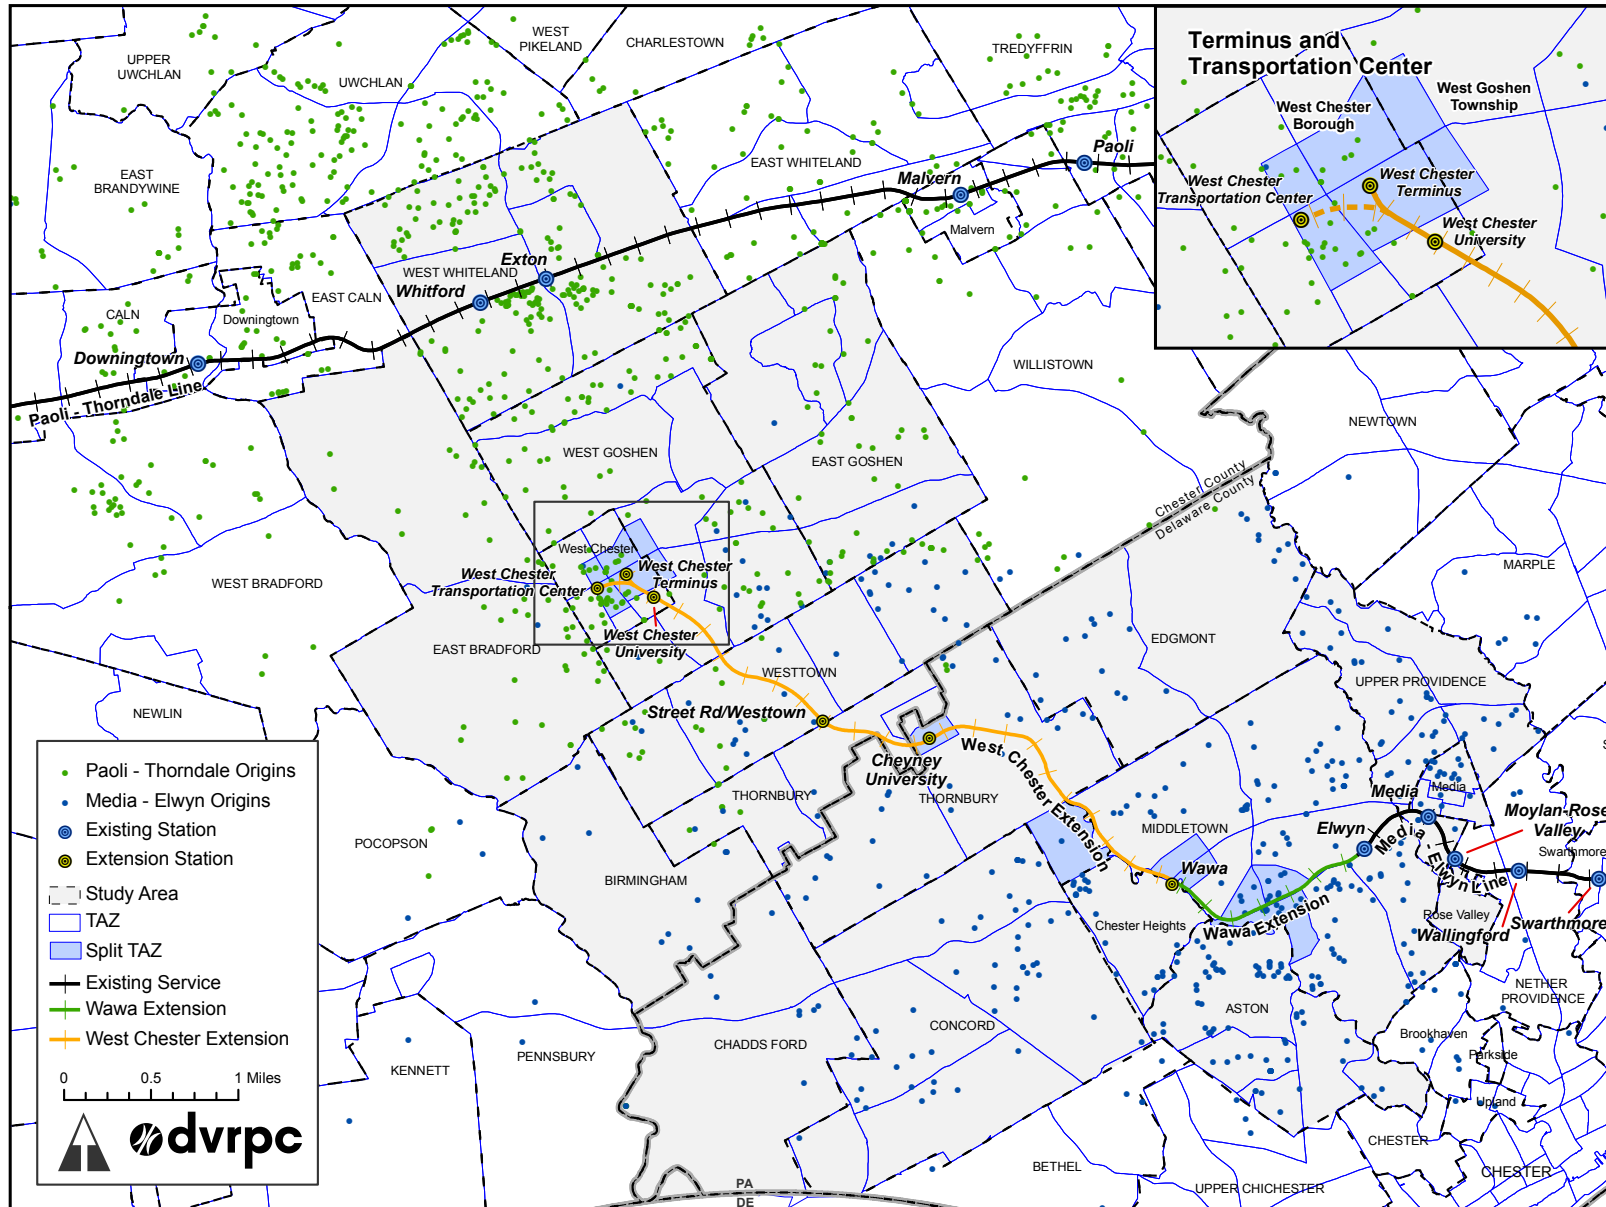 WEST
PIKELAND
CHARLESTOWN
TREDYFFRIN
UPPER
UWCHLAN
UWCHLAN
EAST
BRANDYWINE
EAST WHITELAND
Paoli
Malvern
Malvern
Exton
WEST WHITELAND
Whitford
EAST CALN
CALN
Downingtown
Downingtown
Paoli - Thorndale Line
WILLISTOWN
NEWTOWN
WEST GOSHEN
EAST GOSHEN
Chester County
Delaware County
MARPLE
WEST BRADFORD
West Chester
West Chester
Transportation Center
West Chester
Terminus
West Chester
University
EAST BRADFORD
EDGMONT
WESTTOWN
UPPER PROVIDENCE
NEWLIN
Street Rd/Westtown
Cheyney
University
West Chester Extension
THORNBURY
THORNBURY
Media
Media
Moylan-Rose
Valley
Elwyn
MIDDLETOWN
Media - Elwyn Line
Swarthmore
POCOPSON
BIRMINGHAM
Wawa
Chester Heights
Wawa Extension
Rose Valley
Wallingford
Swarthmore
NETHER
PROVIDENCE
ASTON
CONCORD
Brookhaven
Parkside
CHADDS FORD
PENNSBURY
KENNETT
Upland
CHESTER
CHESTER
BETHEL
UPPER CHICHESTER
PA
DE
S
Terminus and
Transportation Center
West Goshen
Township
West Chester
Borough
West Chester
Transportation Center
West Chester
Terminus
West Chester
University
Paoli - Thorndale Origins
Media - Elwyn Origins
Existing Station
Extension Station
Study Area
TAZ
Split TAZ
Existing Service
Wawa Extension
West Chester Extension
0 0.5 1 Miles
dvrpc